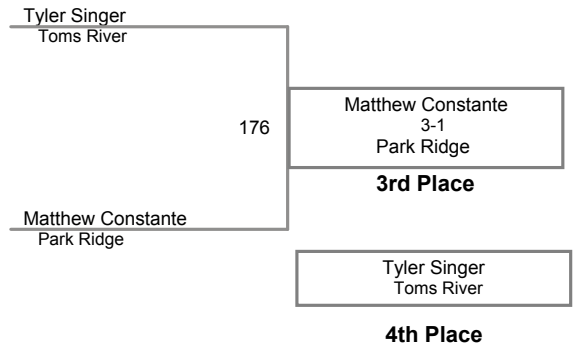 Tyler Singer
Toms River
176
Matthew Constante
3-1
Park Ridge
3rd Place
Matthew Constante
Park Ridge
Tyler Singer
Toms River
4th Place